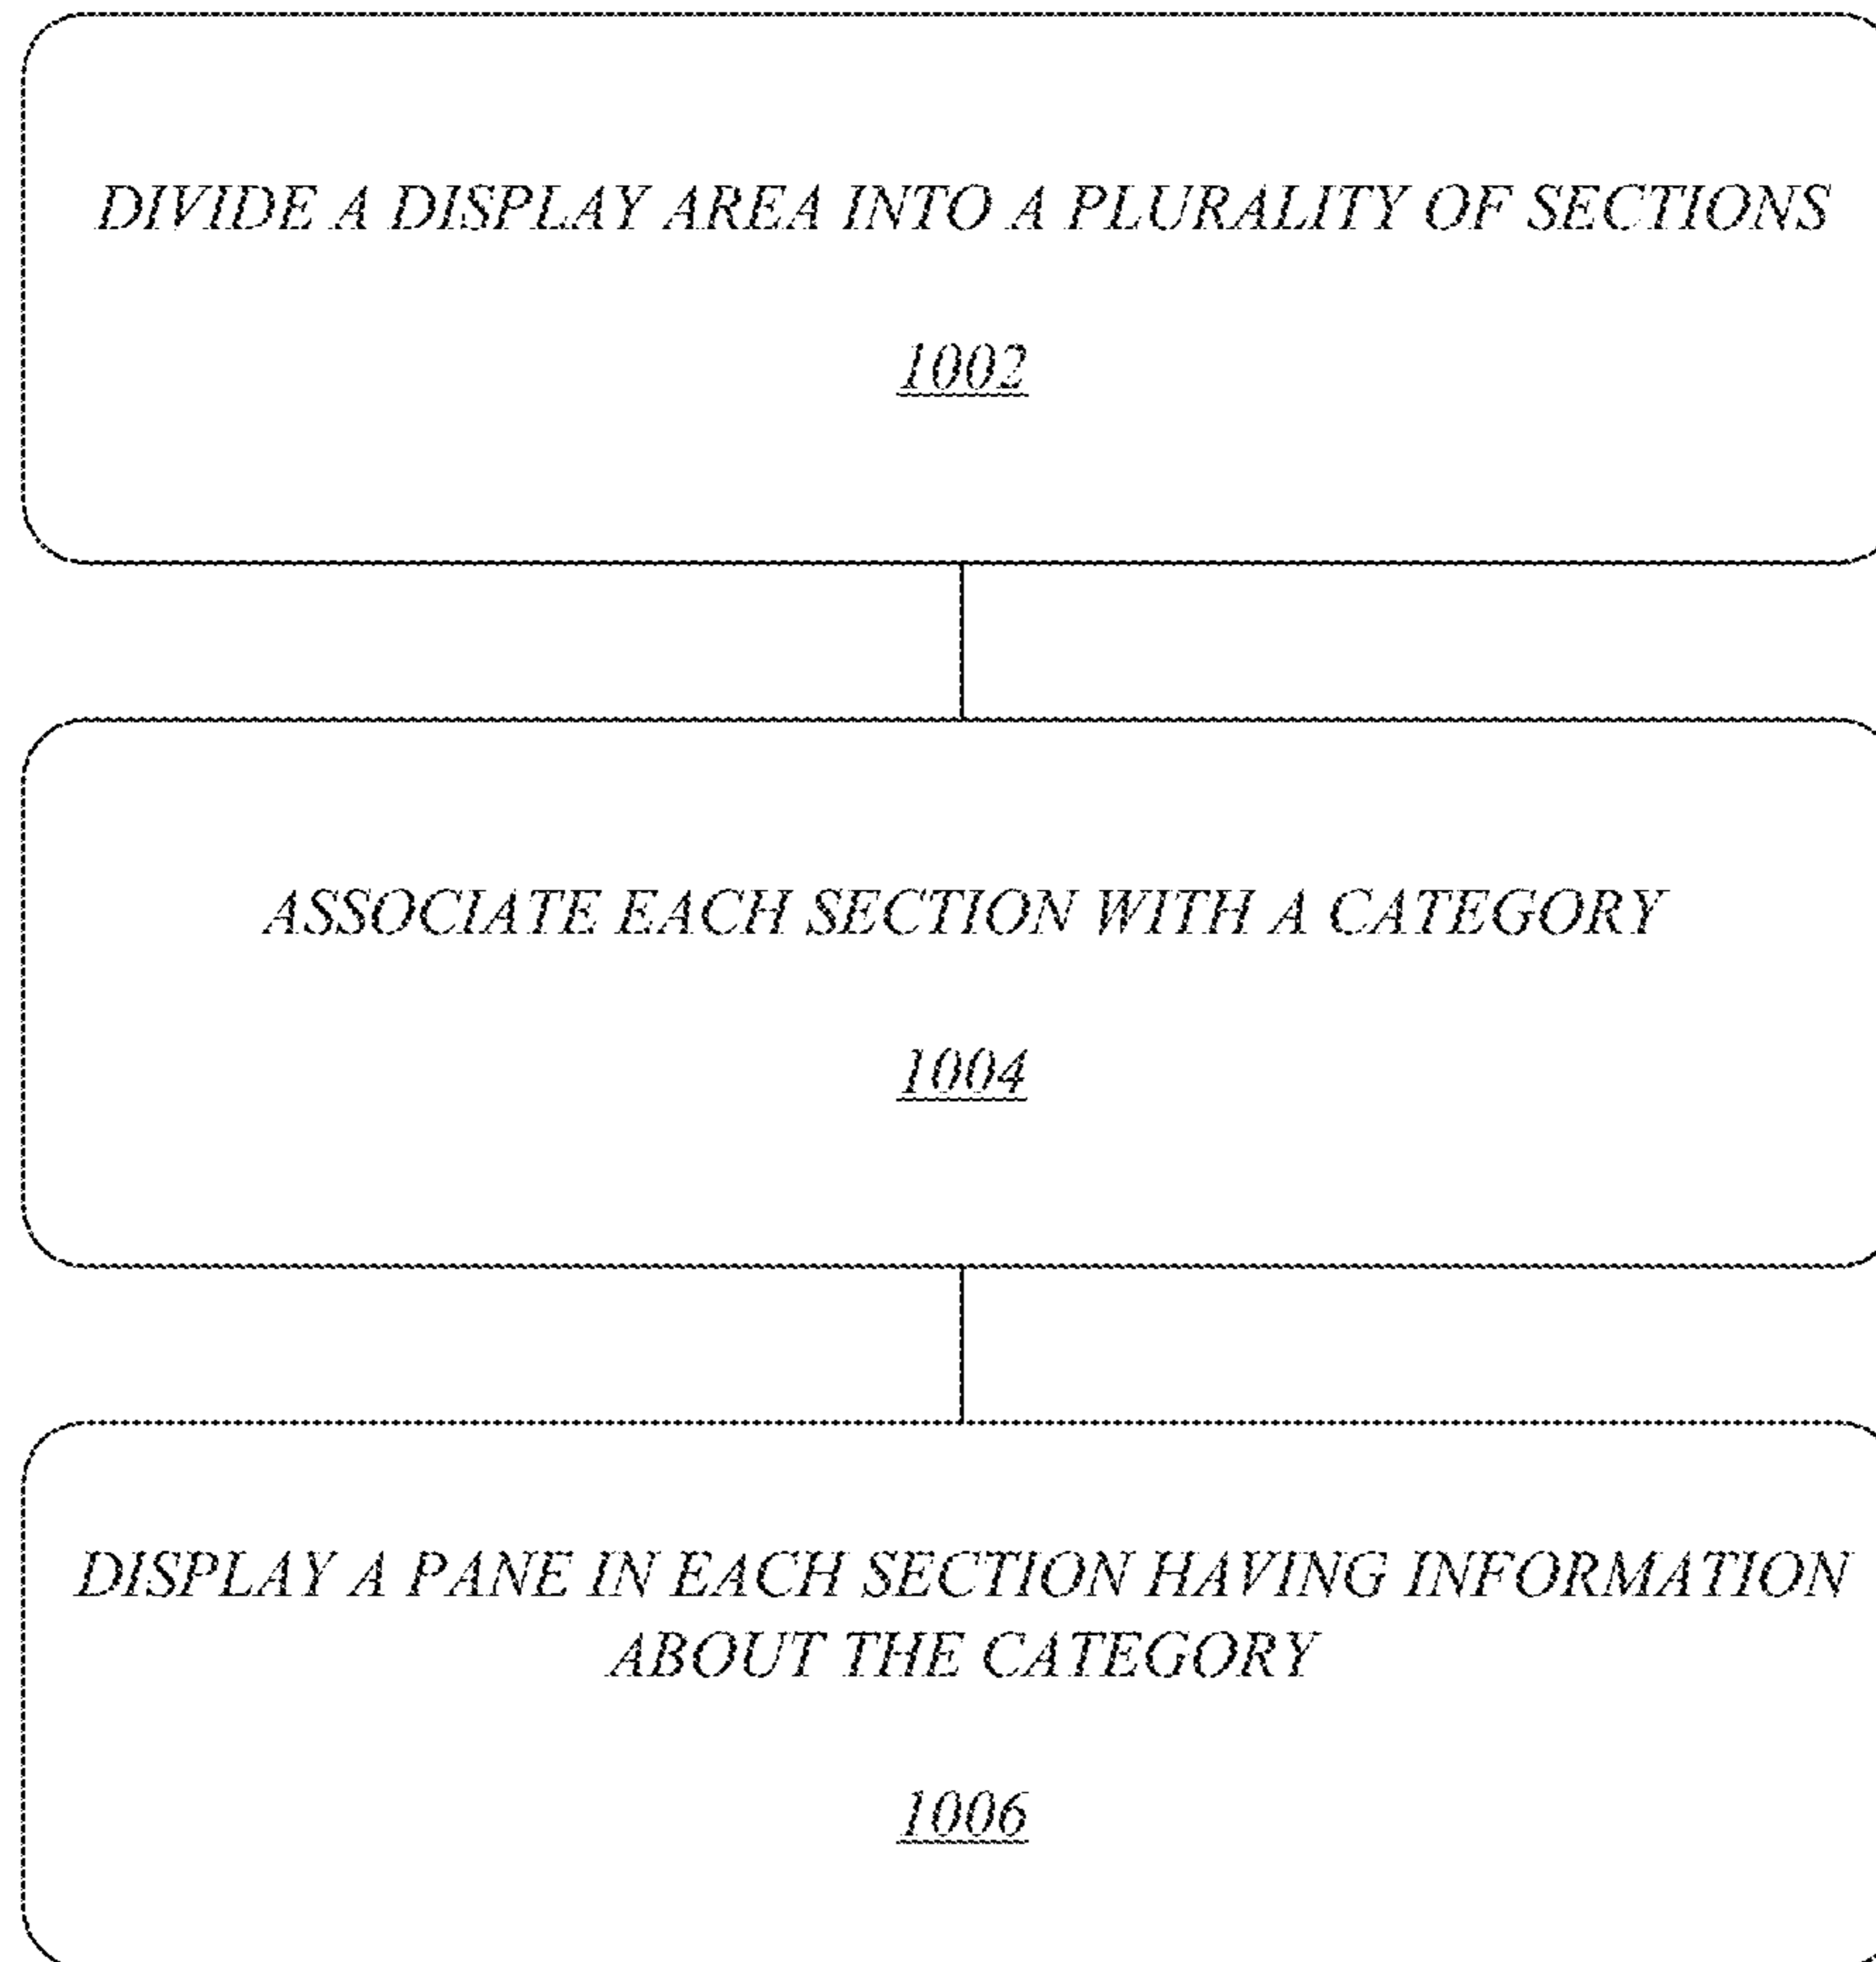 DIVIDE A DISPLAY AREA INTO A PLURALITY OF SECTIONS
1002
ASSOCIATE EACH SECTION WITH A CATEGORY
1004
DISPLAY A PANE IN EACH SECTION HAVING INFORMATION
ABOUT THE CATEGORY
1006